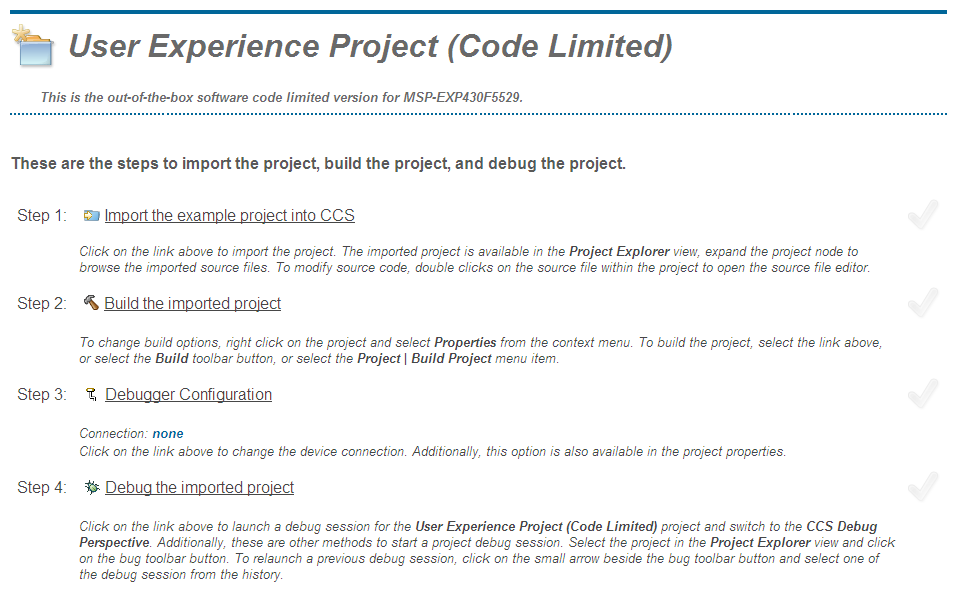 User Experience Project (Code Limited)
This is the out-of-the-box software code limited version for MSP-EXP430F5529.
These are the steps to import the project, build the project, and debug the project.
Step 1: Import the example project into CCS
Click on the link above to import the project. The imported project is available in the Project Explorer view, expand the project node to
browse the imported source files. To modify source code, double clicks on the source file within the project to open the source file editor.
Step 2: Build the imported project
To change build options, right click on the project and select Properties from the context menu. To build the project, select the link above,
or select the Build toolbar button, or select the Project | Build Project menu item.
Step 3: Debugger Configuration
Connection: none
Click on the link above to change the device connection. Additionally, this option is also available in the project properties.
Step 4: Debug the imported project
Click on the link above to launch a debug session for the User Experience Project (Code Limited) project and switch to the CCS Debug
Perspective. Additionally, these are other methods to start a project debug session. Select the project in the Project Explorer view and click
on the bug toolbar button. To relaunch a previous debug session, click on the small arrow beside the bug toolbar button and select one of
the debug session from the history.